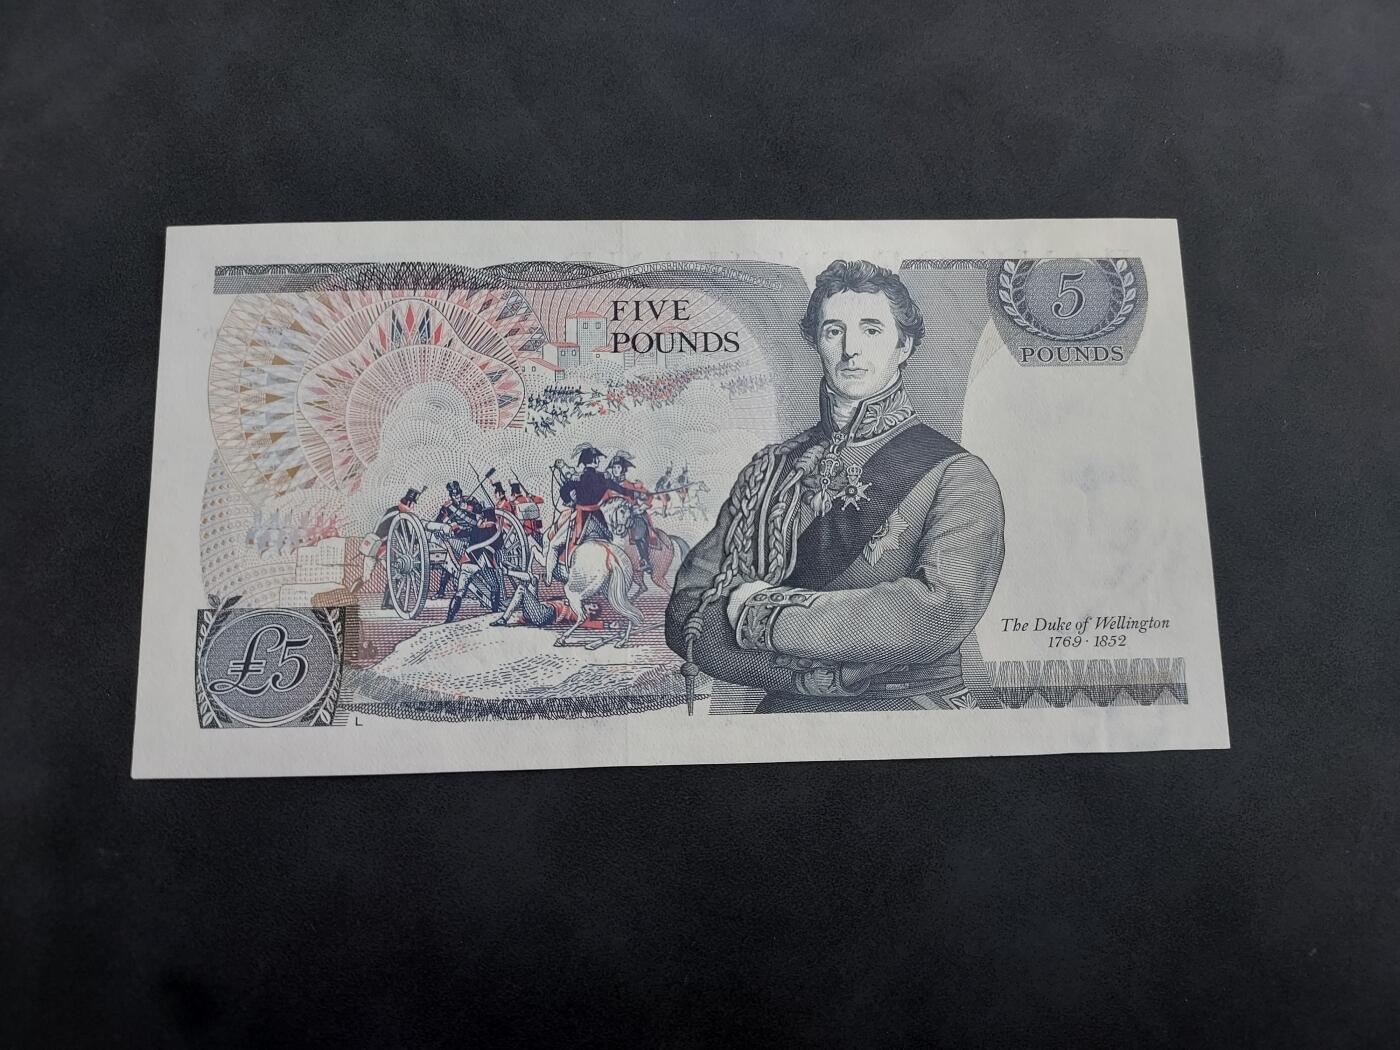 FIVE
POUNDS
5
POUNDS
The Duke of Wellington
1769 · 1852
£5
L